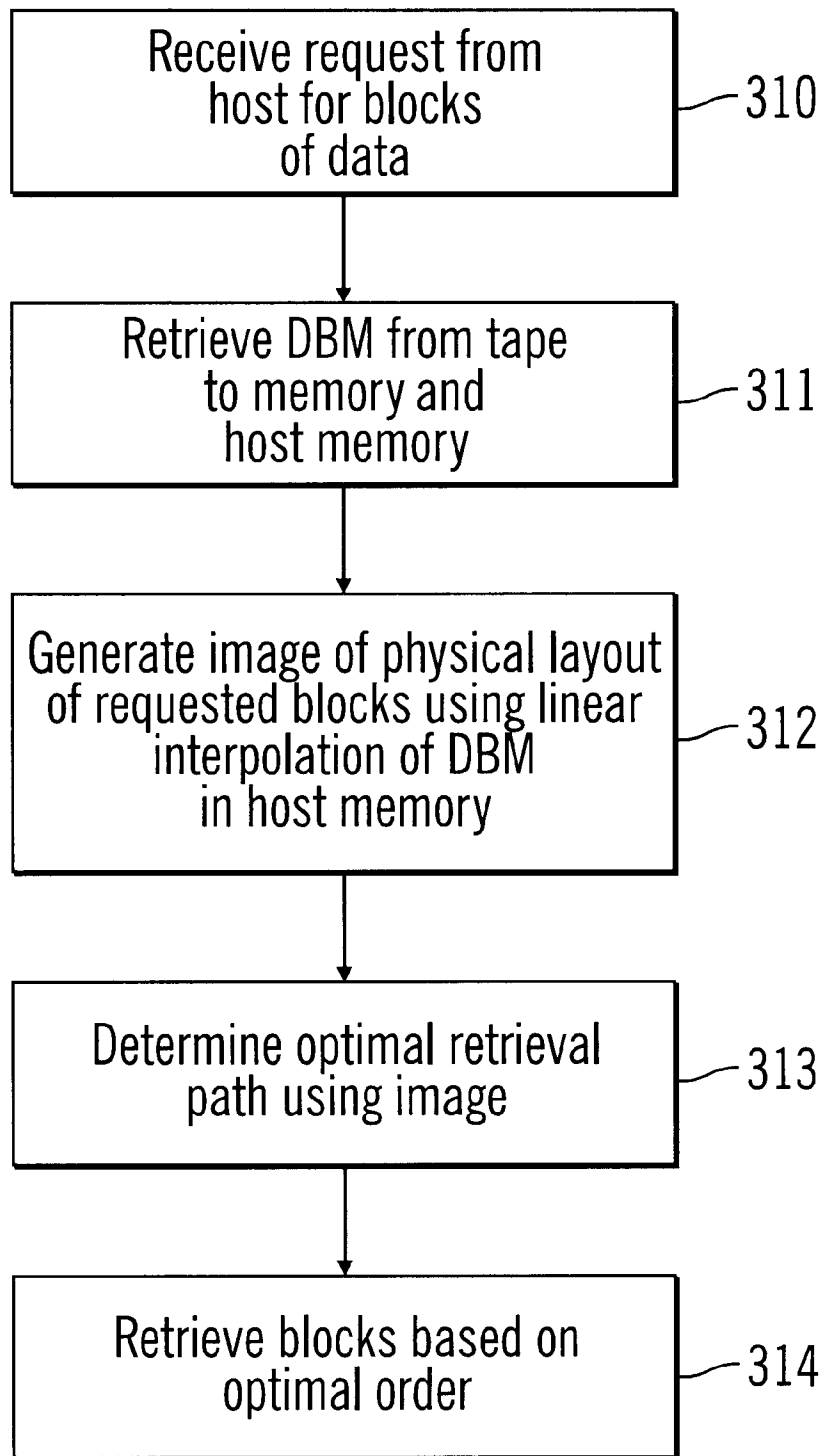 Receive request from
host for blocks
of data
310
Retrieve DBM from tape
to memory and
host memory
311
Generate image of physical layout
of requested blocks using linear
interpolation of DBM
in host memory
312
Determine optimal retrieval
path using image
313
Retrieve blocks based on
optimal order
314